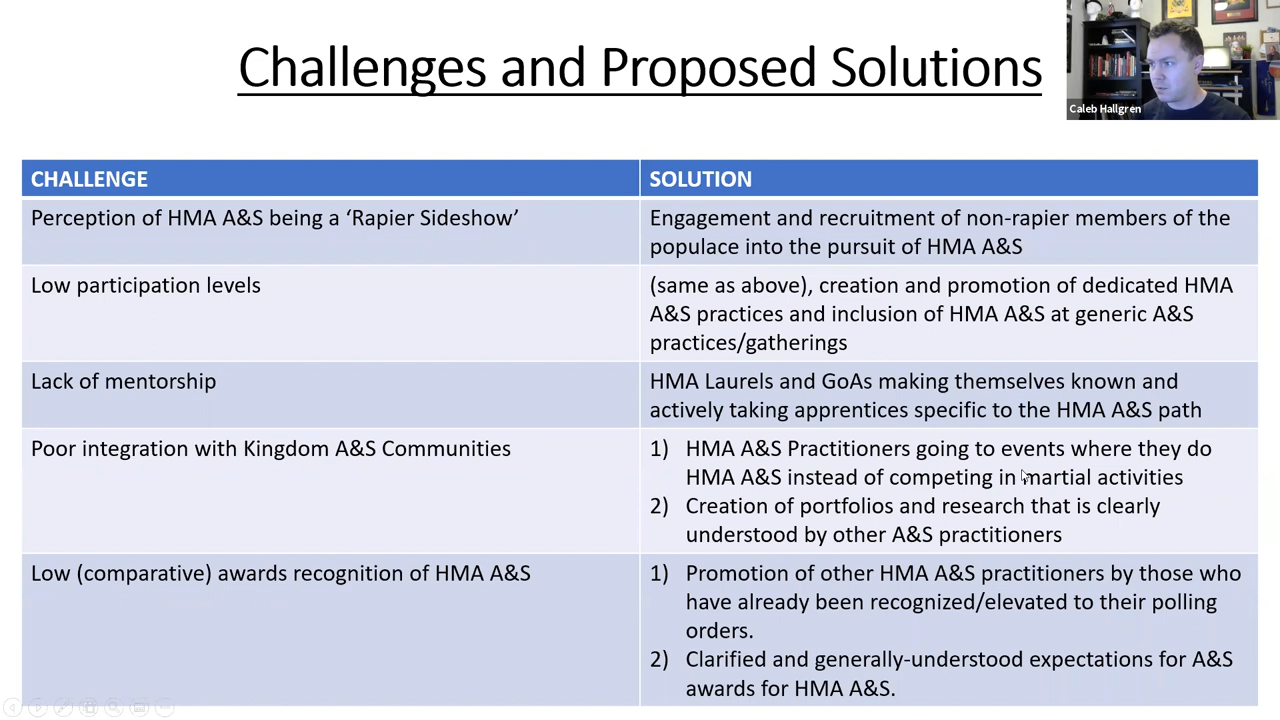 Challenges and Proposed Solutions
Caleb Hallgren
CHALLENGE
SOLUTION
Perception of HMA A&S being a ‘Rapier Sideshow’
Engagement and recruitment of non-rapier members of the
populace into the pursuit of HMA A&S
Low participation levels
(same as above), creation and promotion of dedicated HMA
A&S practices and inclusion of HMA A&S at generic A&S
practices/gatherings
Lack of mentorship
HMA Laurels and GoAs making themselves known and
actively taking apprentices specific to the HMA A&S path
Poor integration with Kingdom A&S Communities
1) HMA A&S Practitioners going to events where they do
HMA A&S instead of competing in martial activities
2) Creation of portfolios and research that is clearly
understood by other A&S practitioners
Low (comparative) awards recognition of HMA A&S
1) Promotion of other HMA A&S practitioners by those who
have already been recognized/elevated to their polling
orders.
2) Clarified and generally-understood expectations for A&S
awards for HMA A&S.